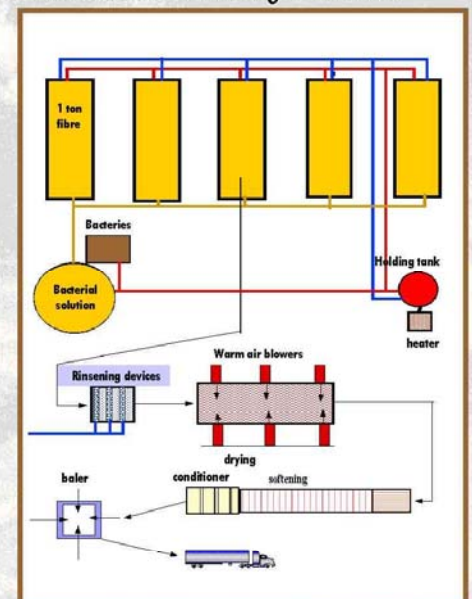 1 ton
fibre
Bacteries
Bacterial
solution
Holding tank
heater
Warm air blowers
Rinsening devices
drying
conditioner
softening
baler